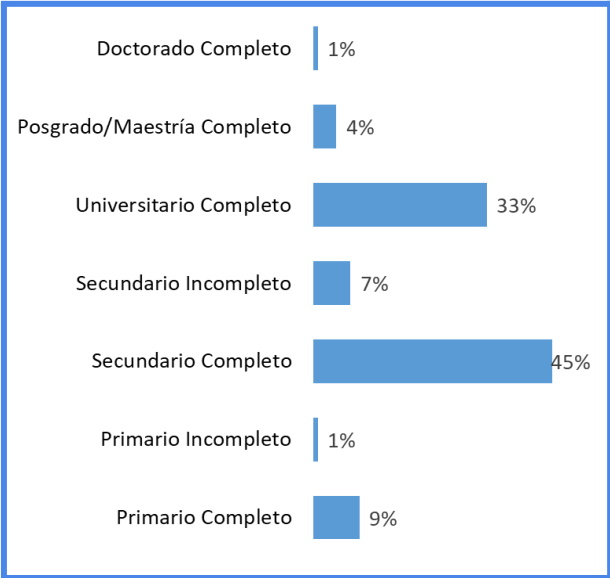 Doctorado Completo 1%
Posgrado/Maestría Completo 4%
Universitario Completo 33%
Secundario Incompleto 7%
Secundario Completo 45%
Primario Incompleto 1%
Primario Completo 9%